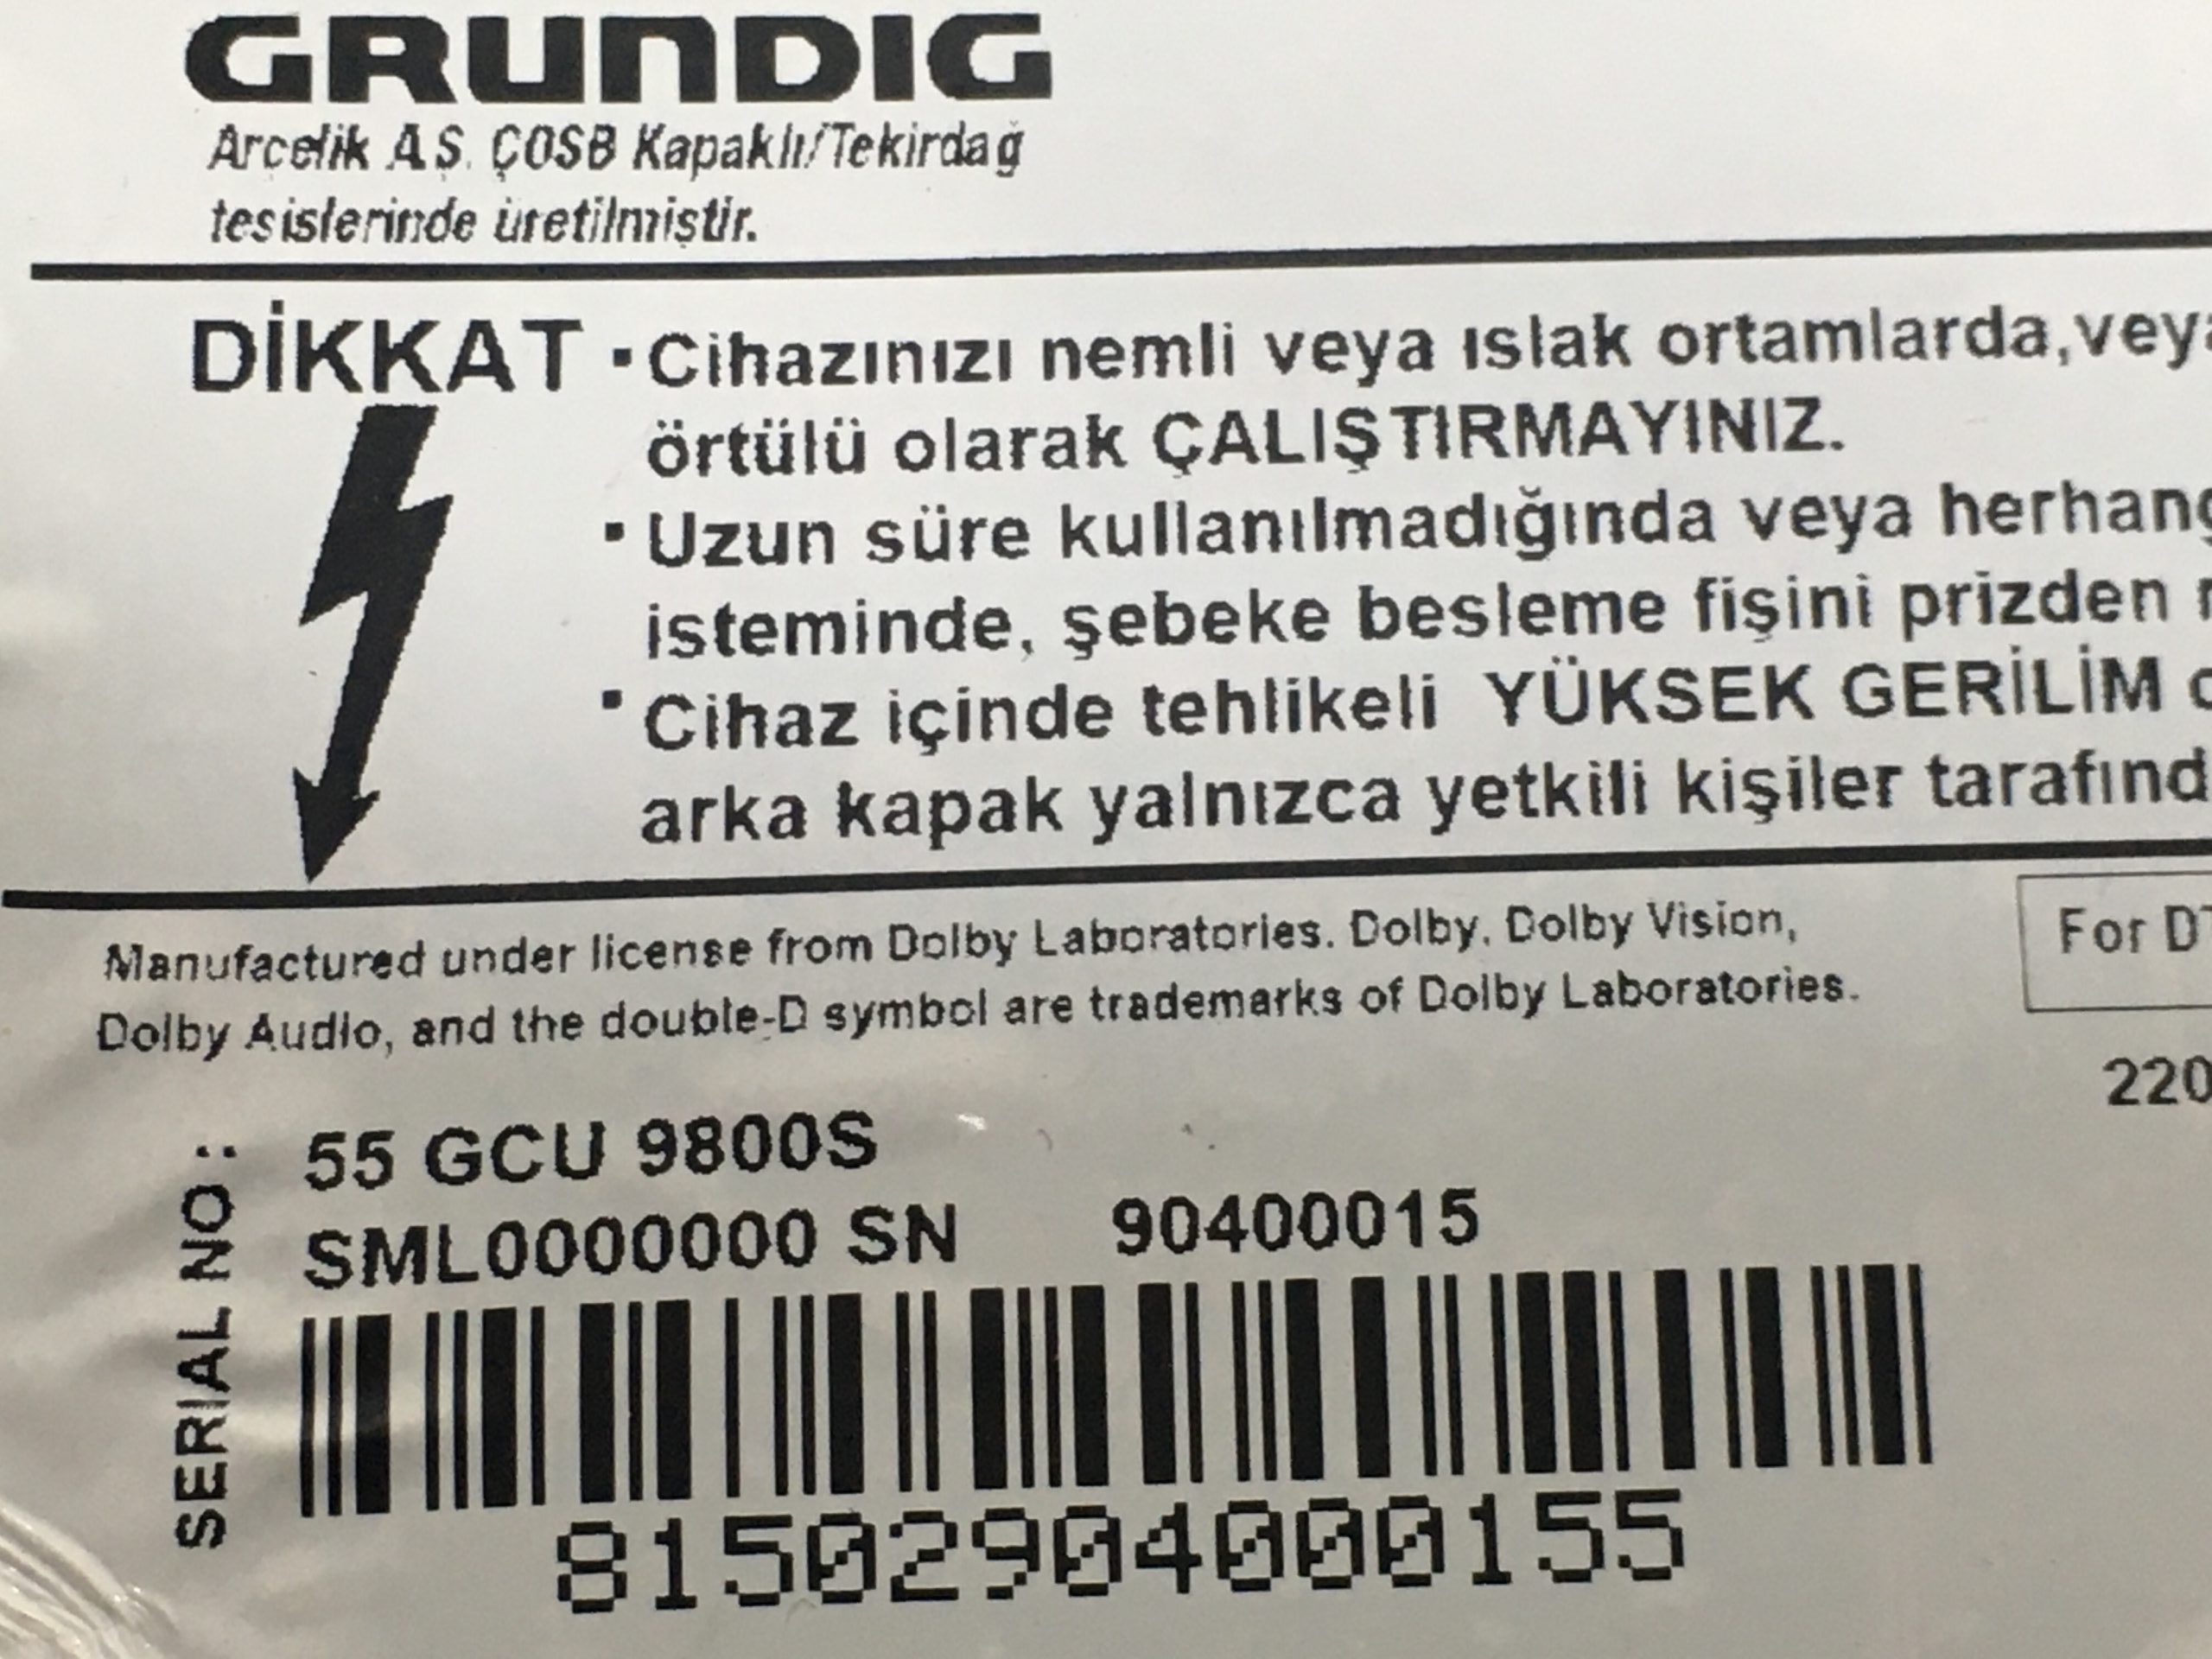 GRUNDIG
Arçelik A.Ş. ÇOSB Kapaklı/Tekirdağ
tesislerinde üretilmiştir.
DİKKAT
▪ Cihazınızı nemli veya ıslak ortamlarda, veya
örtülü olarak ÇALIŞTIRMAYINIZ.
▪ Uzun süre kullanılmadığında veya
isteminde, şebeke besleme fişini prizden
▪ Cihaz içinde tehlikeli YÜKSEK GERİLİM
arka kapak yalnızca yetkili kişiler
Manufactured under license from Dolby Laboratories. Dolby, Dolby Vision,
Dolby Audio, and the double-D symbol are trademarks of Dolby Laboratories.
For
220
SERIAL NO :
55 GCU 9800S
SML0000000 SN 90400015
81502904000155